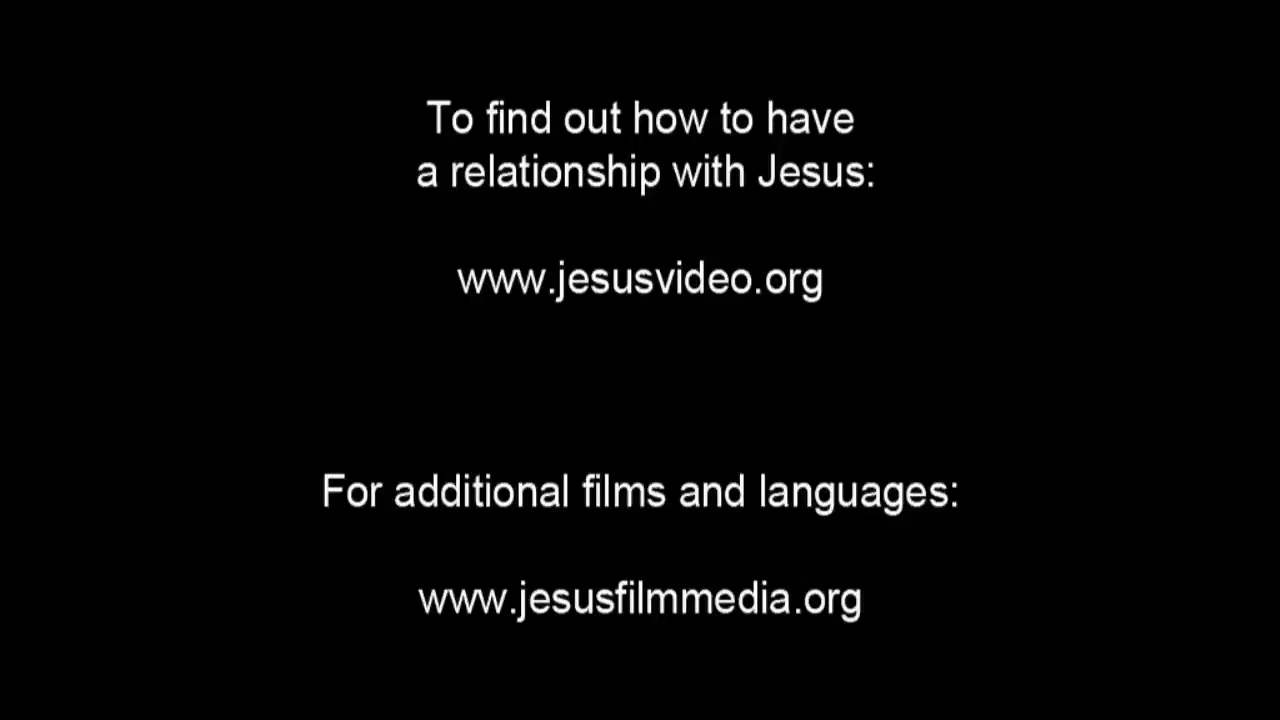 To find out how to have
a relationship with Jesus:
www.jesusvideo.org
For additional films and languages:
www.jesusfilmmedia.org